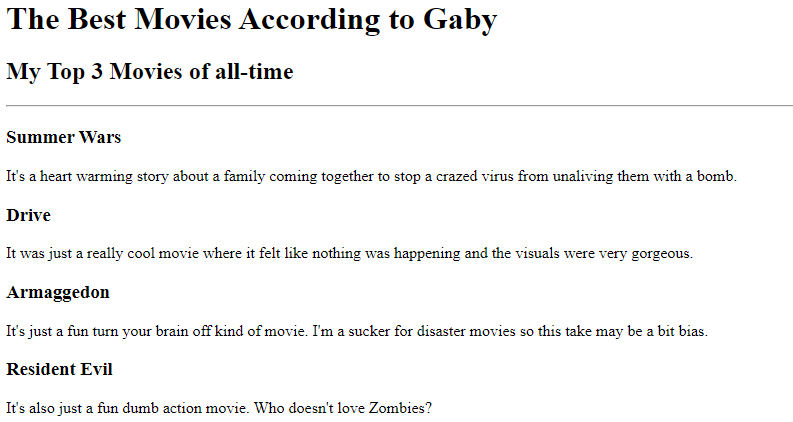 The Best Movies According to Gaby
My Top 3 Movies of all-time
Summer Wars
It's a heart warming story about a family coming together to stop a crazed virus from unaliving them with a bomb.
Drive
It was just a really cool movie where it felt like nothing was happening and the visuals were very gorgeous.
Armaggedon
It's just a fun turn your brain off kind of movie. I'm a sucker for disaster movies so this take may be a bit bias.
Resident Evil
It's also just a fun dumb action movie. Who doesn't love Zombies?